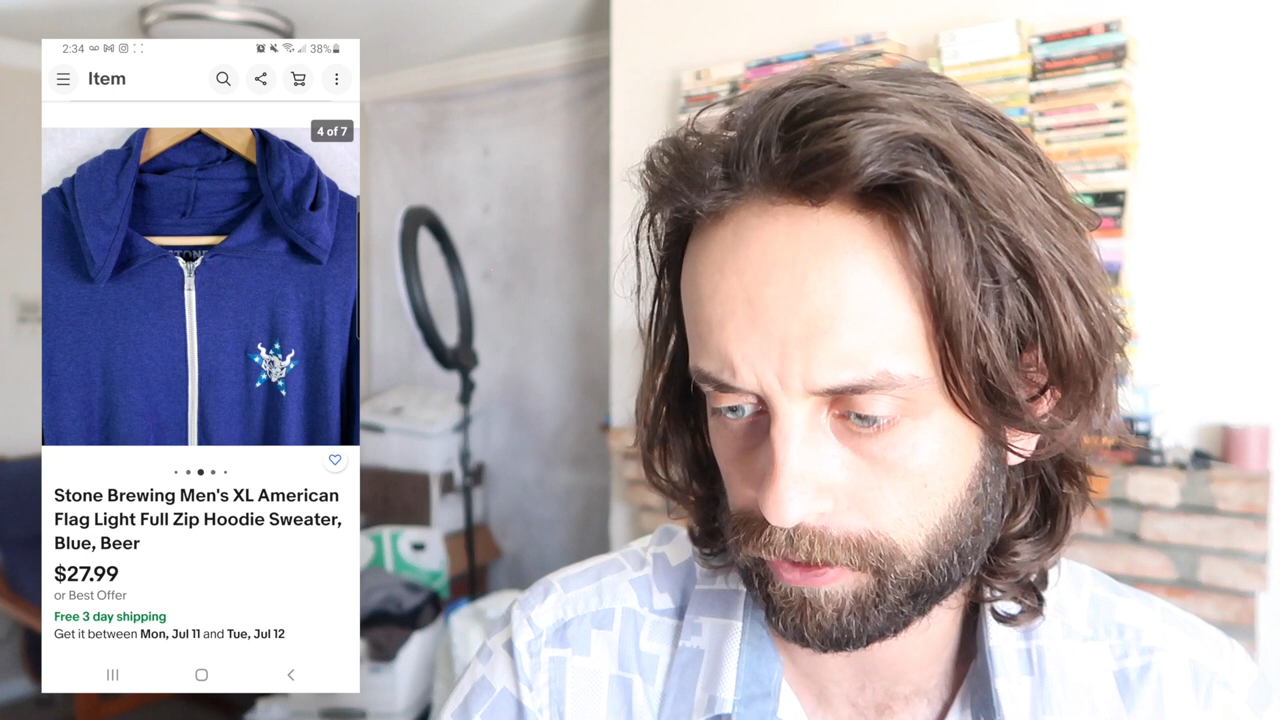 2:34
38%
Item
4 of 7
STONE
Stone Brewing Men's XL American
Flag Light Full Zip Hoodie Sweater,
Blue, Beer
$27.99
or Best Offer
Free 3 day shipping
Get it between Mon, Jul 11 and Tue, Jul 12